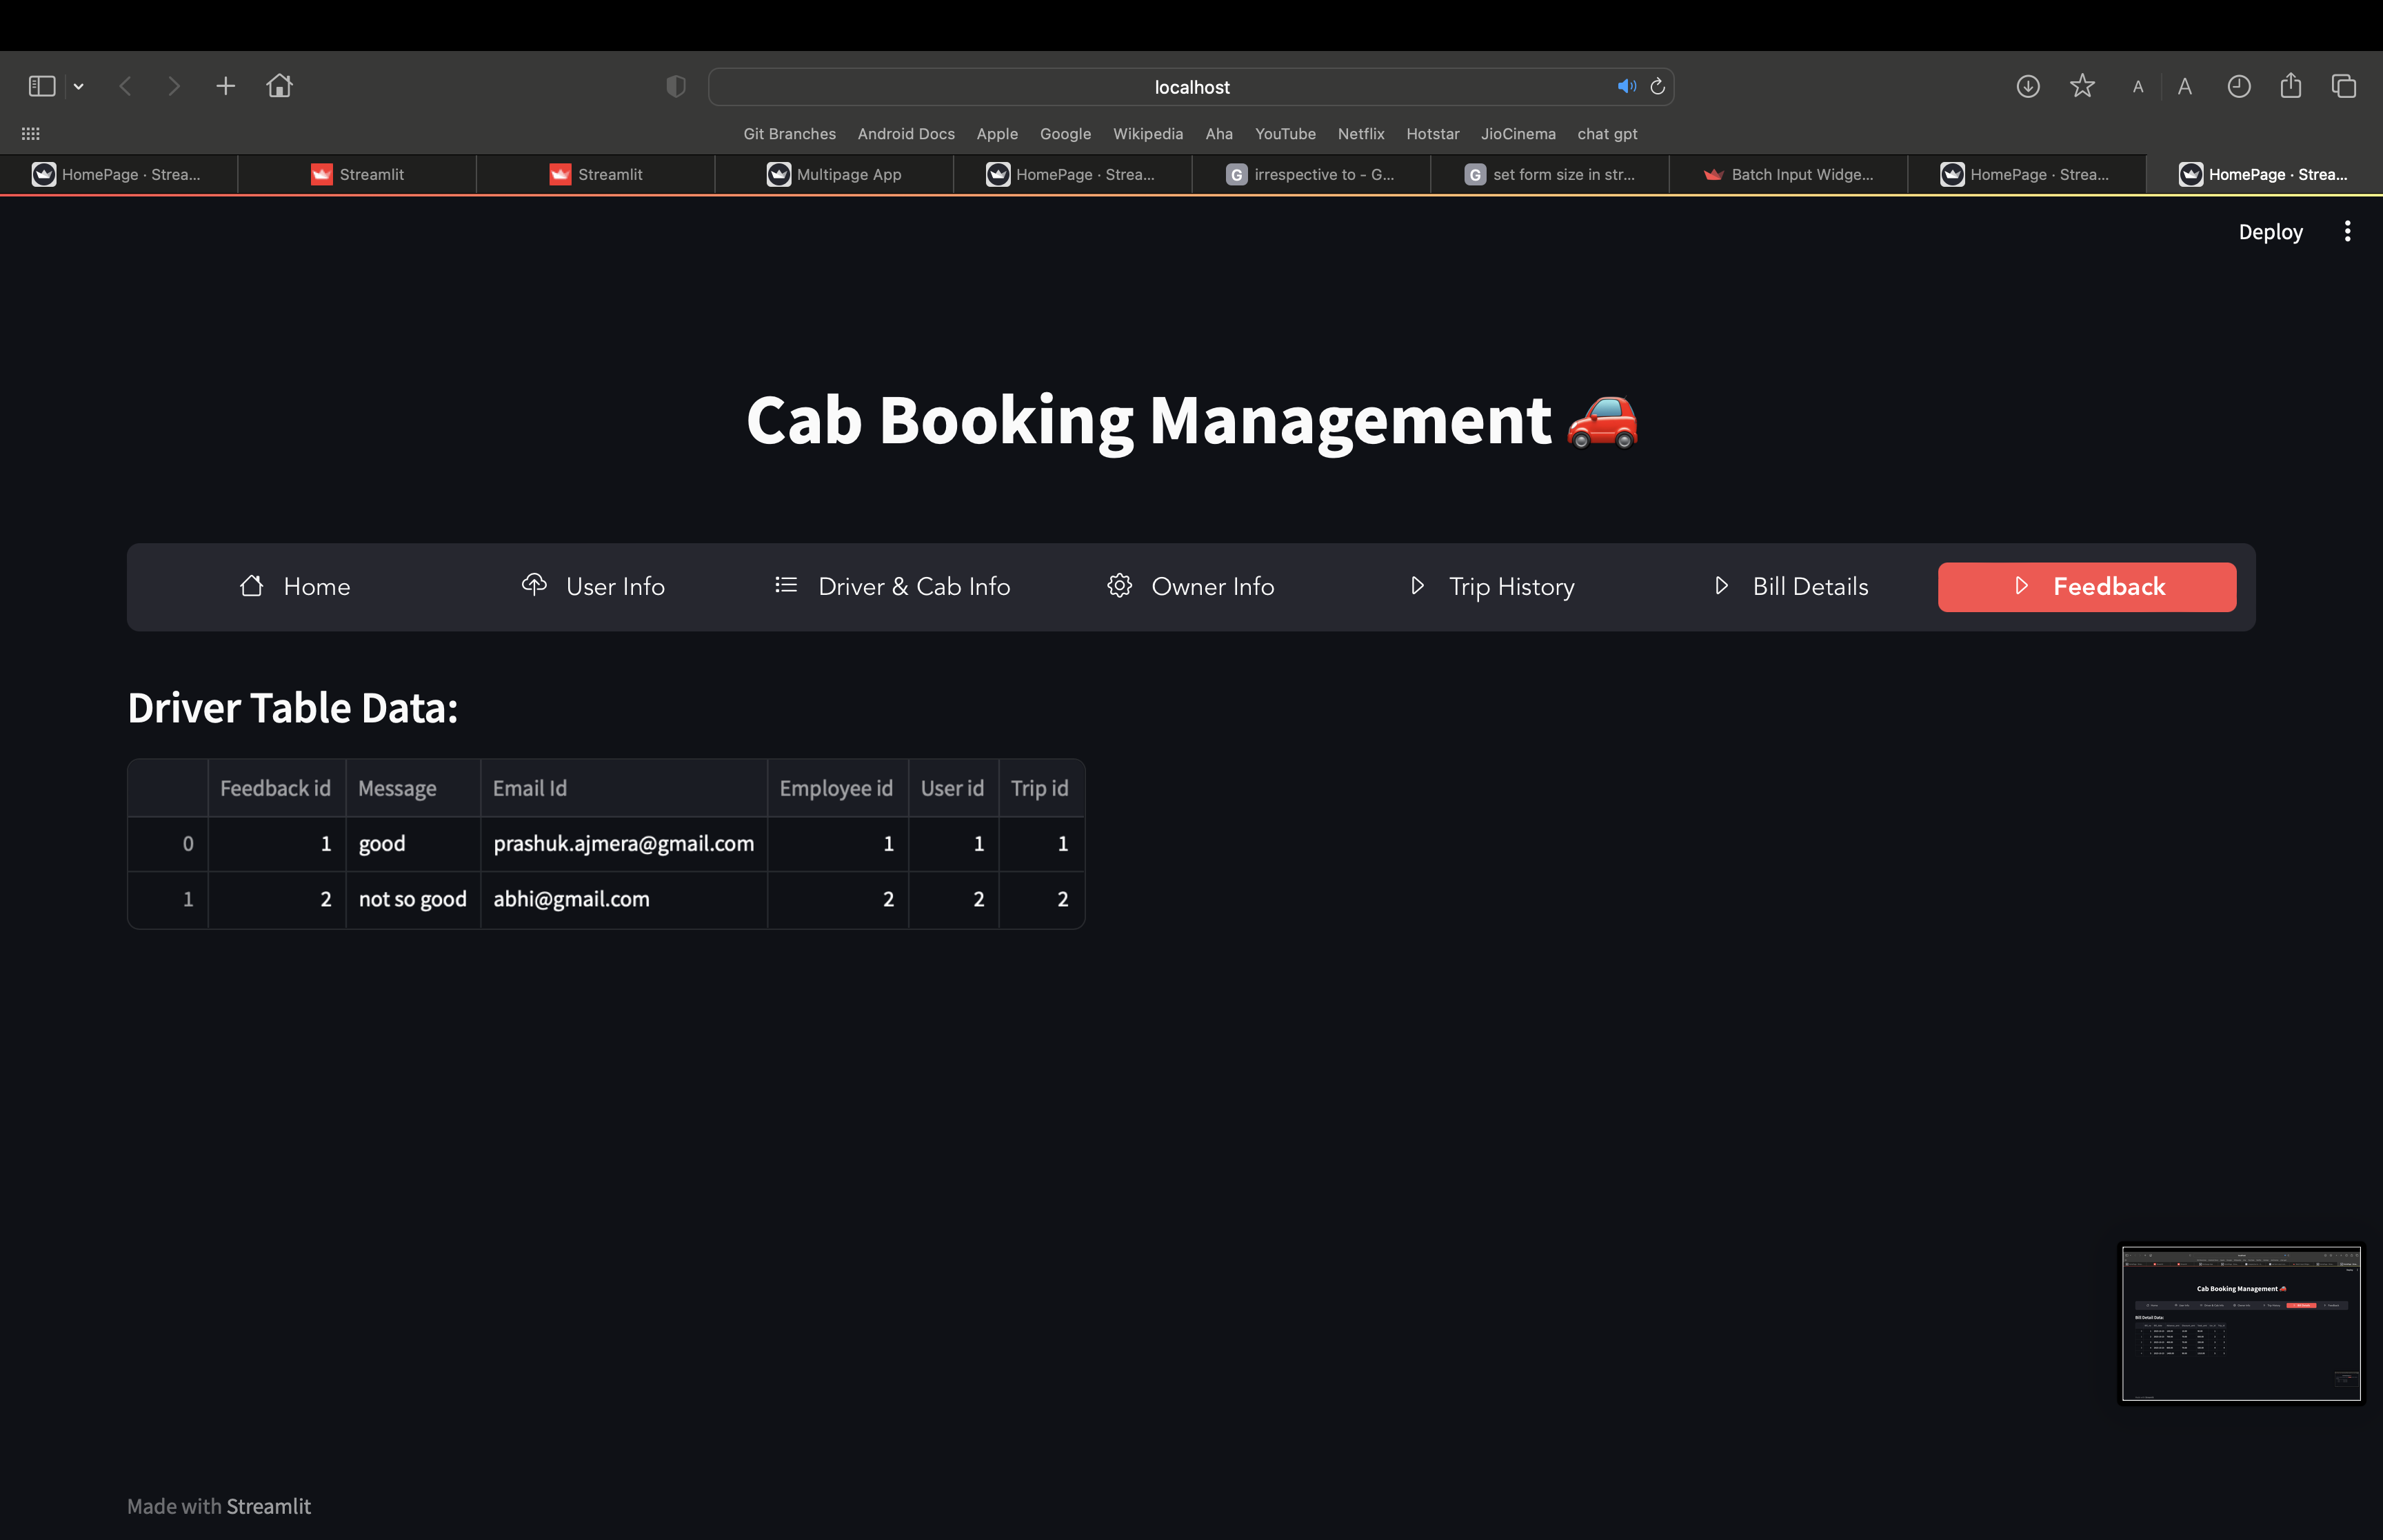 localhost
Git Branches Android Docs Apple Google Wikipedia Aha YouTube Netflix Hotstar JioCinema chat gpt
HomePage · Strea... Streamlit Streamlit Multipage App HomePage · Strea... G irrespective to - G... G set form size in str... Batch Input Widge... HomePage · Strea... HomePage · Strea...
Deploy
Cab Booking Management
Home User Info Driver & Cab Info Owner Info Trip History Bill Details Feedback
Driver Table Data:
Feedback id Message Email Id Employee id User id Trip id
0 1 good prashuk.ajmera@gmail.com 1 1 1
1 2 not so good abhi@gmail.com 2 2 2
Cab Booking Management
Bill Detail Data:
Made with Streamlit